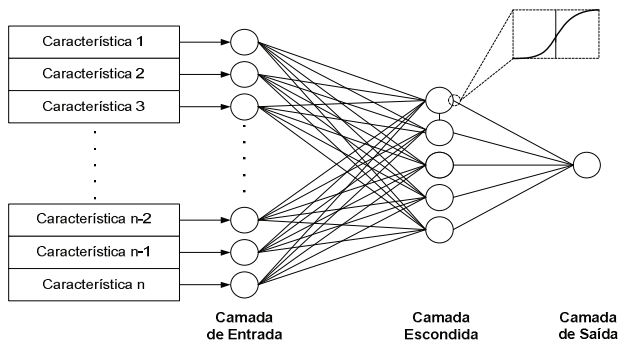 Característica 1
Característica 2
Característica 3
Característica n-2
Característica n-1
Característica n
Camada
de Entrada
Camada
Escondida
Camada
de Saída